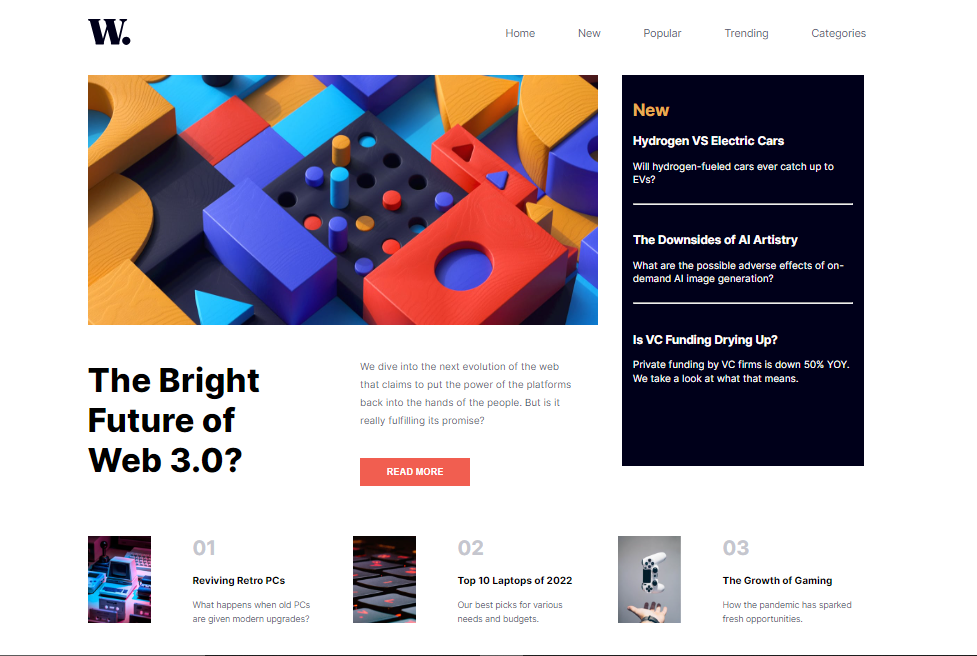 W.
Home
New
Popular
Trending
Categories
The Bright
Future of
Web 3.0?
We dive into the next evolution of the web
that claims to put the power of the platforms
back into the hands of the people. But is it
really fulfilling its promise?
READ MORE
New
Hydrogen VS Electric Cars
Will hydrogen-fueled cars ever catch up to
EVs?
The Downsides of AI Artistry
What are the possible adverse effects of on-
demand AI image generation?
Is VC Funding Drying Up?
Private funding by VC firms is down 50% YOY.
We take a look at what that means.
01
Reviving Retro PCs
What happens when old PCs
are given modern upgrades?
02
Top 10 Laptops of 2022
Our best picks for various
needs and budgets.
03
The Growth of Gaming
How the pandemic has sparked
fresh opportunities.